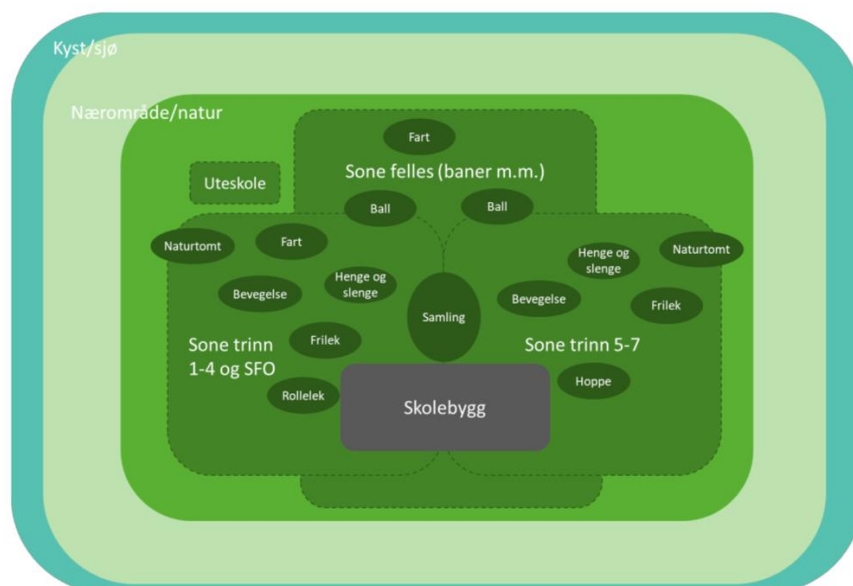 Kyst/sjø
Nærområde/natur
Fart
Sone felles (baner m.m.)
Uteskole
Ball
Ball
Naturtomt
Fart
Henge og
slenge
Naturtomt
Henge og
slenge
Bevegelse
Bevegelse
Frilek
Samling
Sone trinn
1-4 og SFO
Frilek
Sone trinn 5-7
Rollelek
Skolebygg
Hoppe